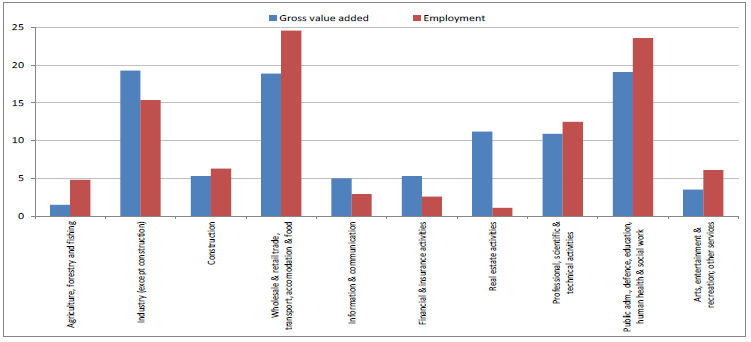 Gross value added
Employment
25
20
15
10
5
0
Agriculture, forestry and fishing
Industry (except construction)
Construction
Wholesale & retail trade,
transport, accomodation & food
Information & communication
Financial & insurance activities
Real estate activities
Professional, scientific &
technical activities
Public adm., defence, education,
human health & social work
Arts, entertainment &
recreation; other services